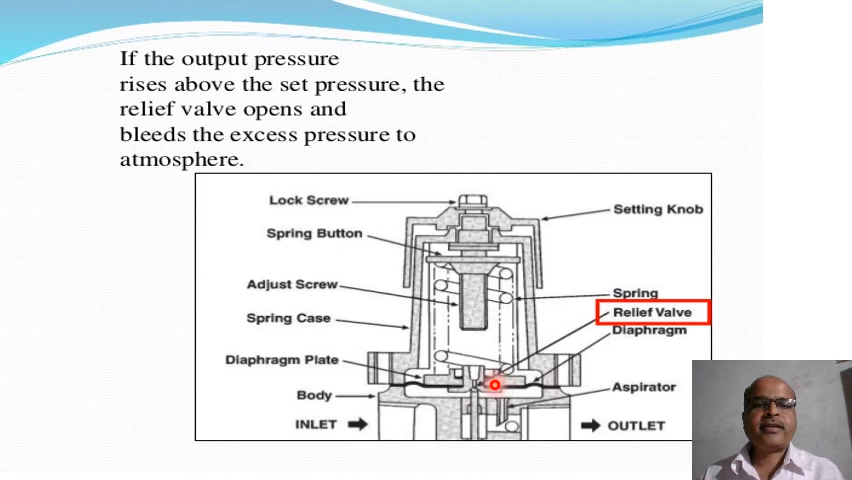 If the output pressure
rises above the set pressure, the
relief valve opens and
bleeds the excess pressure to
atmosphere.
Lock Screw
Setting Knob
Spring Button
Adjust Screw
Spring
Relief Valve
Spring Case
Diaphragm
Diaphragm Plate
Aspirator
Body
INLET
OUTLET